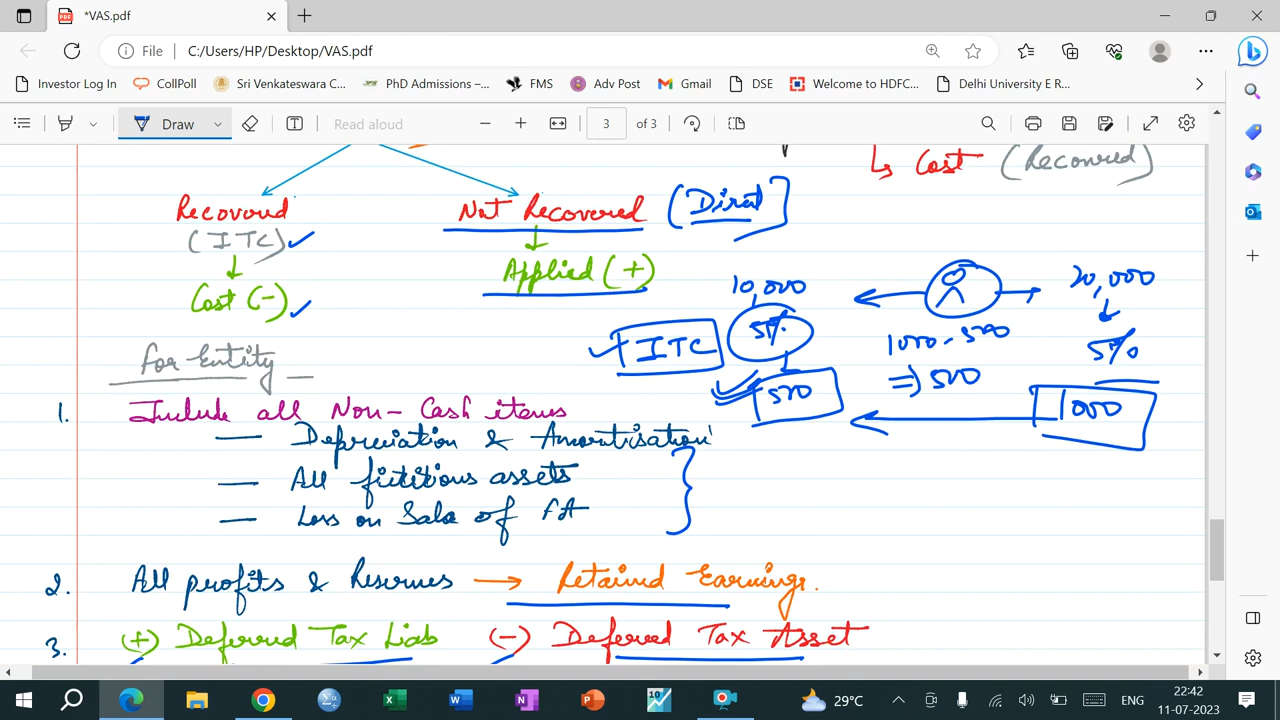 *VAS.pdf
File C:/Users/HP/Desktop/VAS.pdf
Investor Log In CollPoll Sri Venkateswara C... PhD Admissions –... FMS Adv Post Gmail DSE Welcome to HDFC... Delhi University E R...
Draw Read aloud 3 of 3
↳ Cost (Recovered)
Recovered Not Recovered (Direct]
(ITC)
Applied (+)
Cost (-)
10,000 20,000
5% 1000 - 500 5%
ITC
=> 500
500 1000
For Entity
1. Include all Non-Cash items
— Depreciation & Amortisation
— All fictitious assets
— Loss on Sale of FA
2. All profits & Reserves → Retained Earnings.
3. (+) Deferred Tax Liab (-) Deferred Tax Asset
29°C ENG 22:42
11-07-2023